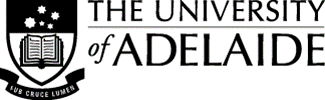 THE UNIVERSITY
of ADELAIDE
SUB CRUCE LUMEN